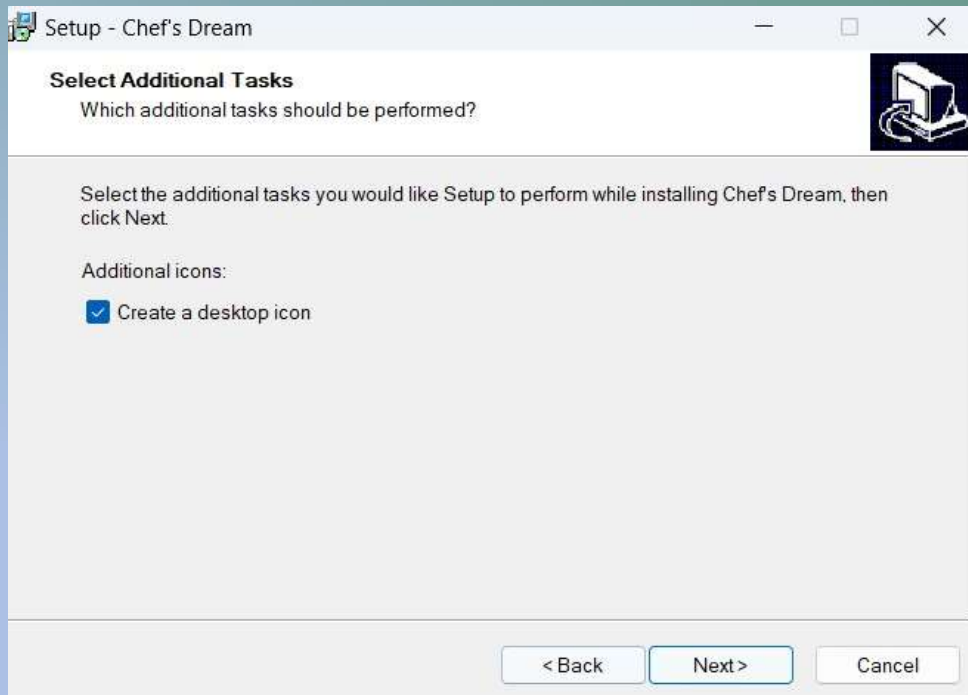 Setup - Chef's Dream
Select Additional Tasks
Which additional tasks should be performed?
Select the additional tasks you would like Setup to perform while installing Chef's Dream, then
click Next.
Additional icons:
Create a desktop icon
< Back
Next >
Cancel